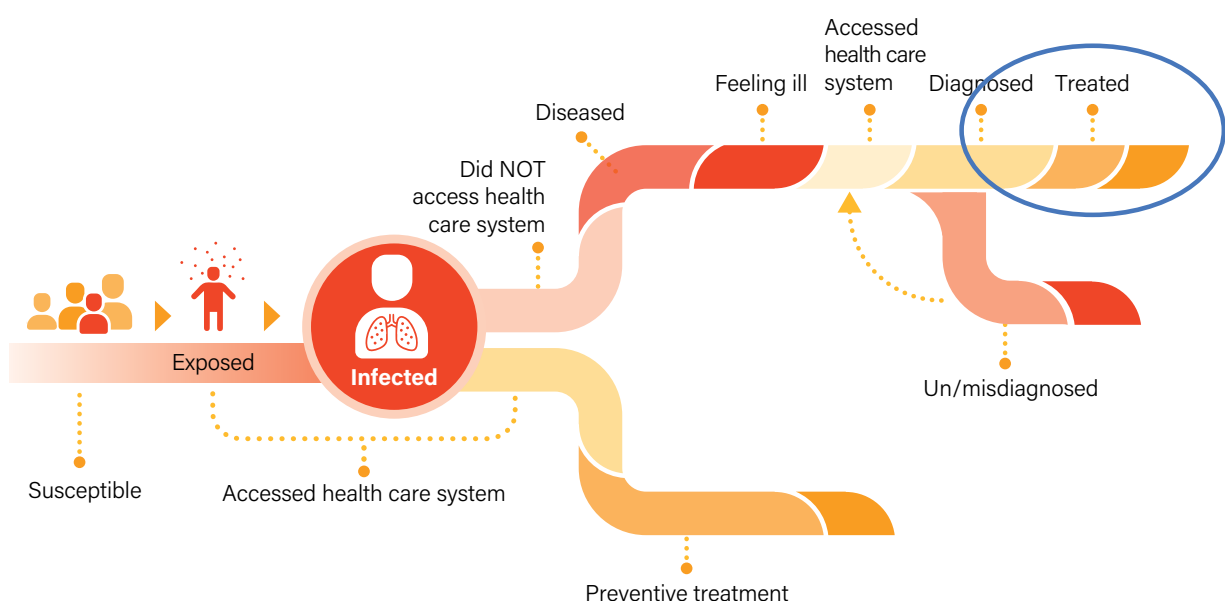 Accessed
health care
system
Feeling ill
Diagnosed
Treated
Diseased
Did NOT
access health
care system
Exposed
Infected
Un/misdiagnosed
Susceptible
Accessed health care system
Preventive treatment